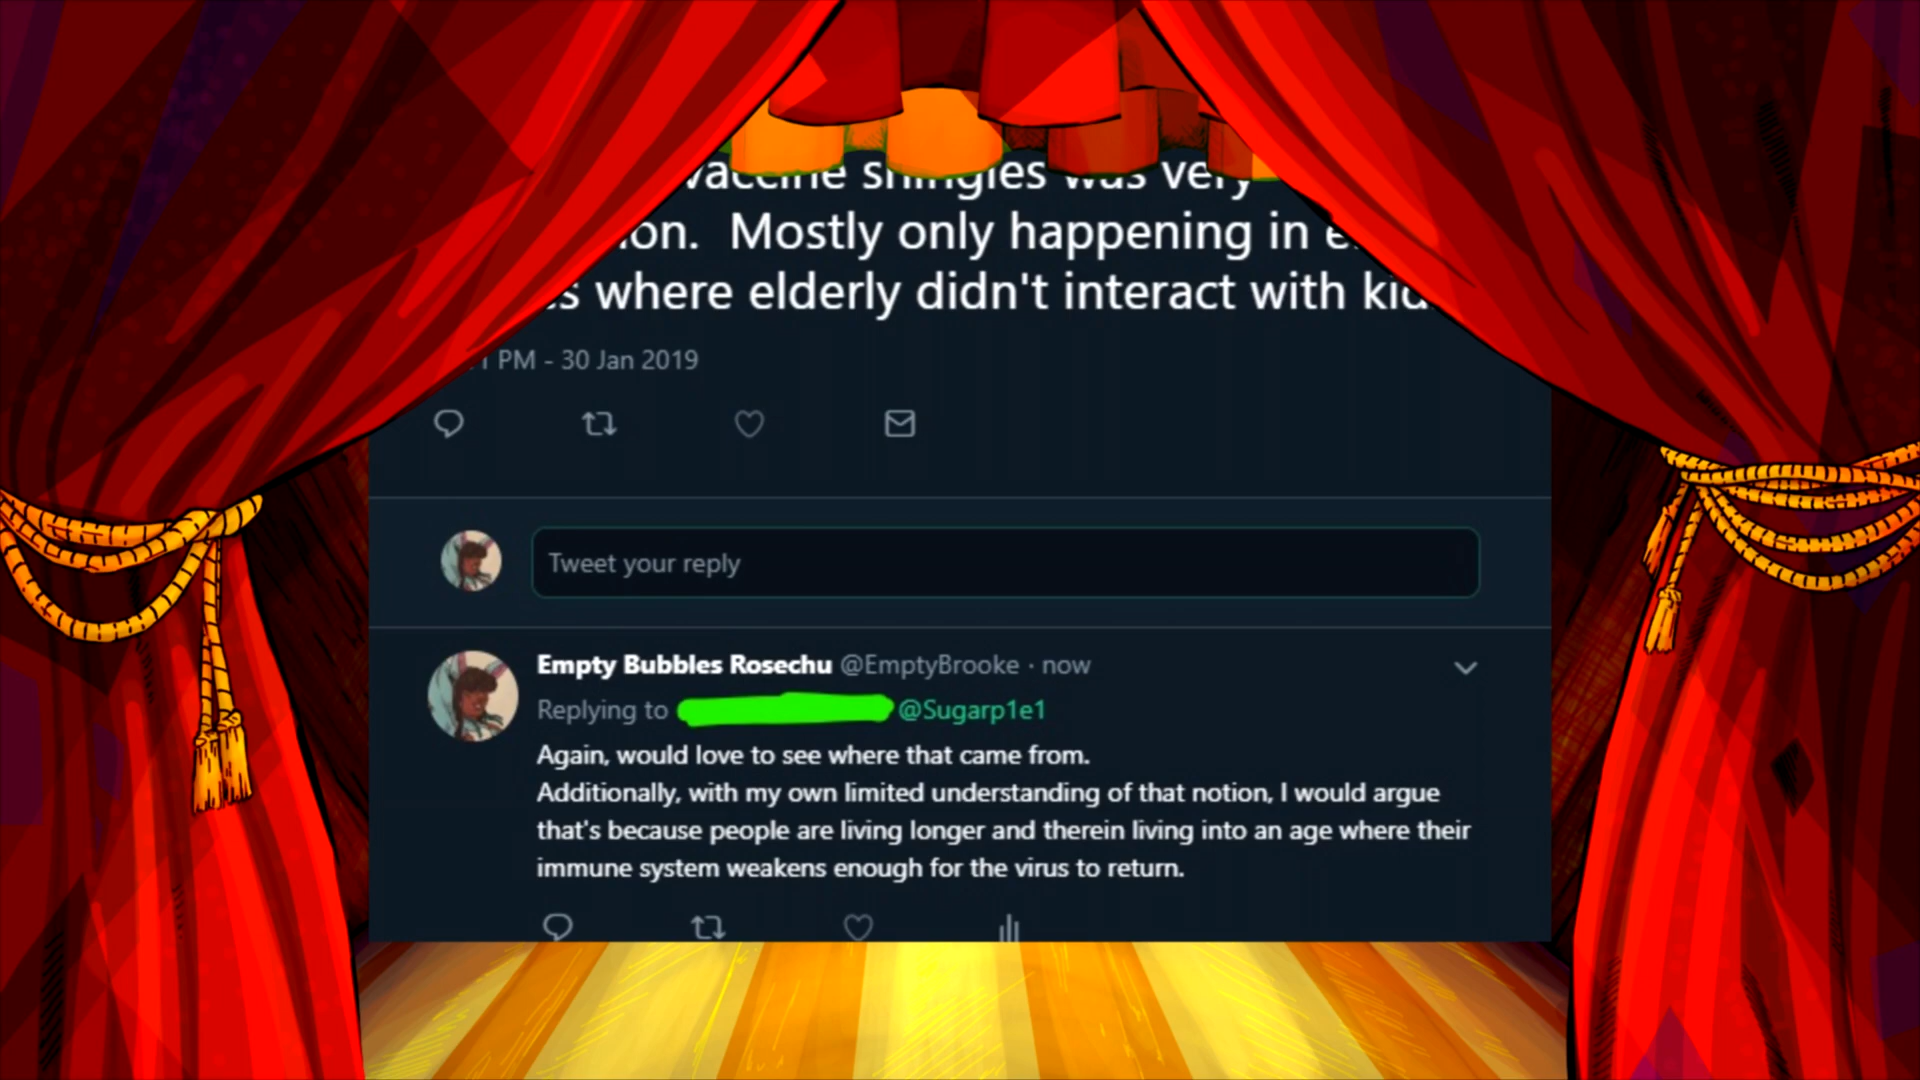 vaccine shingles was very
Mostly only happening in
where elderly didn't interact with
PM - 30 Jan 2019
Tweet your reply
Empty Bubbles Rosechu @EmptyBrooke · now
Replying to @Sugarp1e1
Again, would love to see where that came from.
Additionally, with my own limited understanding of that notion, I would argue
that's because people are living longer and therein living into an age where their
immune system weakens enough for the virus to return.